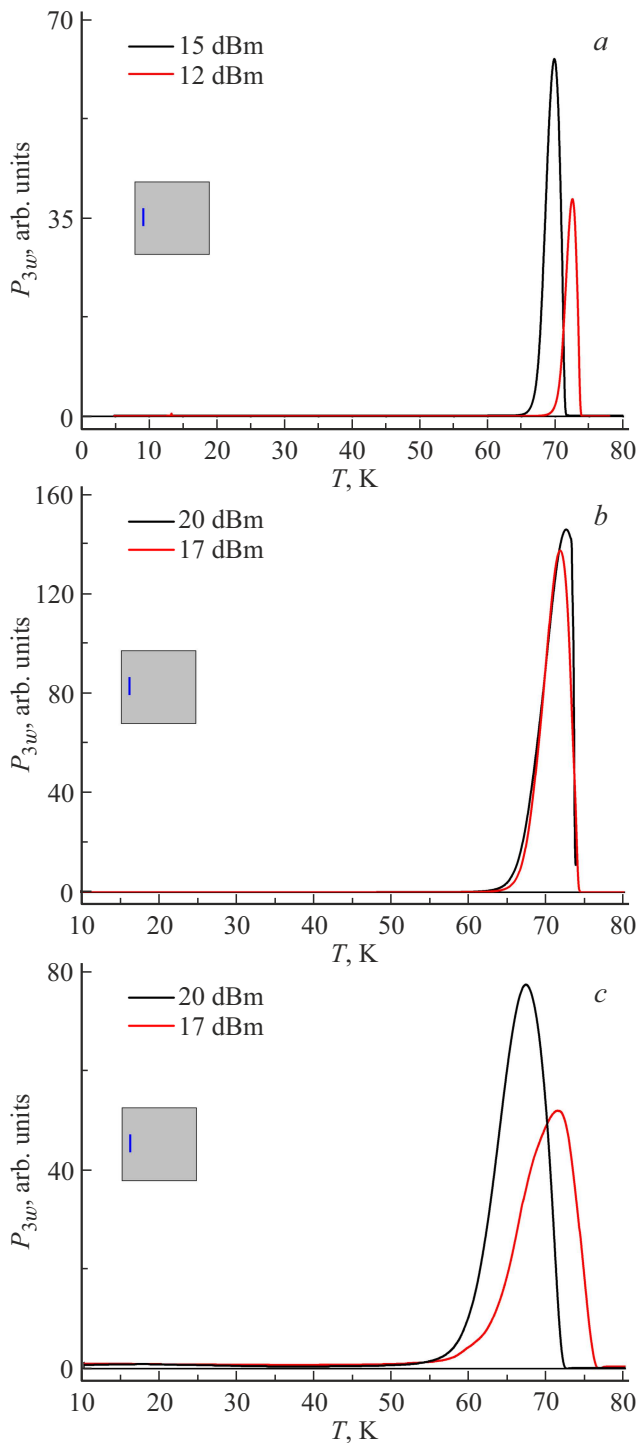 70
15 dBm
a
12 dBm
P3w, arb. units
35
0
0 10 20 30 40 50 60 70 80
T, K
160
20 dBm
b
17 dBm
120
P3w, arb. units
80
40
0
10 20 30 40 50 60 70 80
T, K
80
20 dBm
c
17 dBm
P3w, arb. units
40
0
10 20 30 40 50 60 70 80
T, K